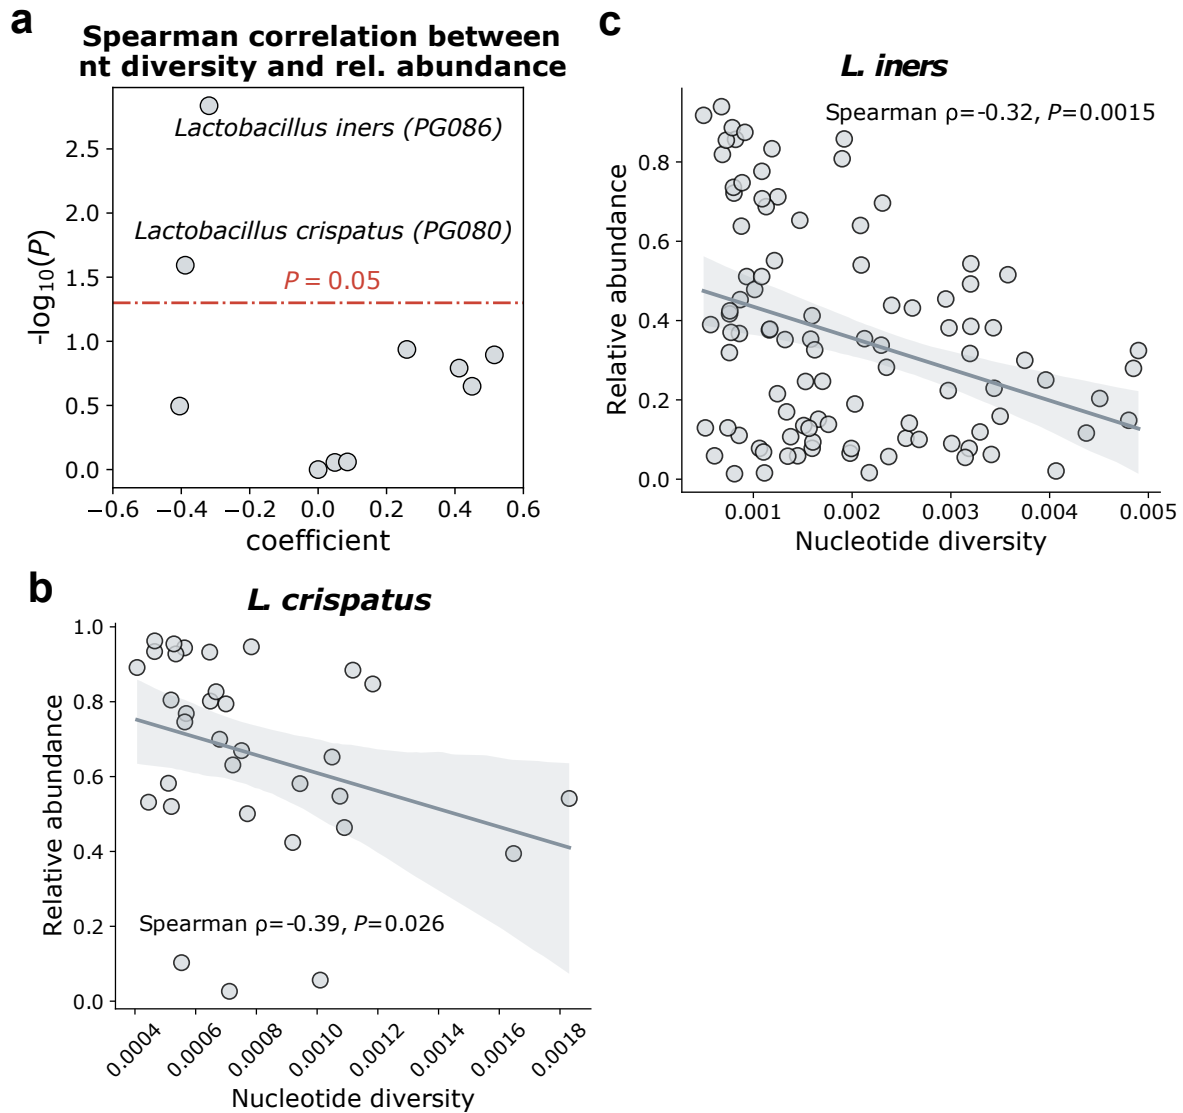 a
Spearman correlation between
nt diversity and rel. abundance
-log10(P)
2.5
2.0
1.5
1.0
0.5
0.0
Lactobacillus iners (PG086)
Lactobacillus crispatus (PG080)
P = 0.05
−0.6 −0.4 −0.2 0.0 0.2 0.4 0.6
coefficient
c
L. iners
Spearman ρ=-0.32, P=0.0015
Relative abundance
0.8
0.6
0.4
0.2
0.0
0.001 0.002 0.003 0.004 0.005
Nucleotide diversity
b
L. crispatus
Relative abundance
1.0
0.8
0.6
0.4
0.2
0.0
Spearman ρ=-0.39, P=0.026
0.0004 0.0006 0.0008 0.0010 0.0012 0.0014 0.0016 0.0018
Nucleotide diversity